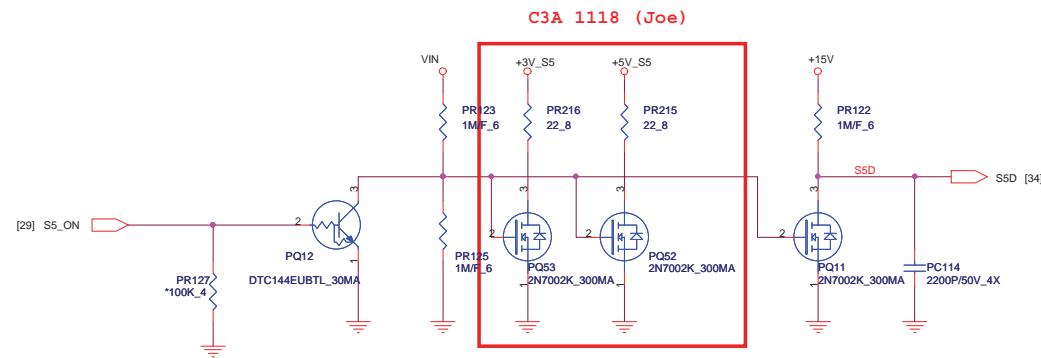 C3A 1118 (Joe)
VIN
+3V_S5
+5V_S5
+15V
PR123
1M/F_6
PR216
22_8
PR215
22_8
PR122
1M/F_6
S5D
S5D [34]
3
3
3
3
[29] S5_ON
2
2
2
2
PQ12
DTC144EUBTL_30MA
PR125
1M/F_6
PQ53
2N7002K_300MA
PQ52
2N7002K_300MA
PQ11
2N7002K_300MA
PC114
2200P/50V_4X
PR127
*100K_4
1
1
1
1